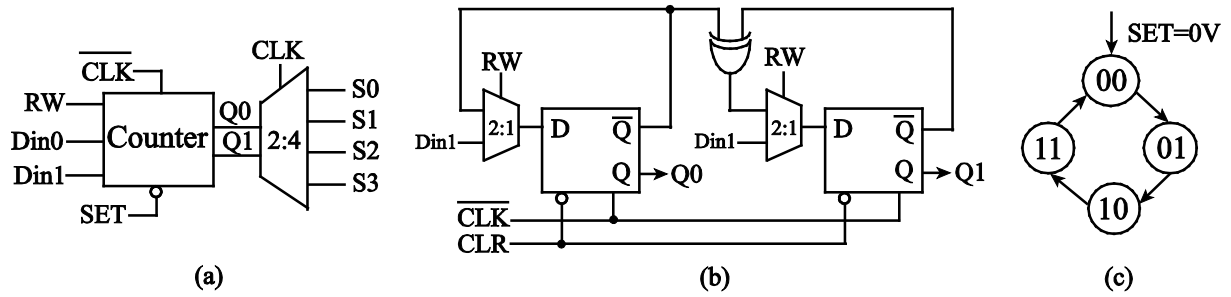 CLK
CLK
RW
Din0
Din1
Counter
Q0
Q1
2:4
S0
S1
S2
S3
SET
(a)
RW
2:1
Din1
D
Q
Q
Q0
RW
2:1
Din1
D
Q
Q
Q1
CLK
CLR
(b)
SET=0V
00
01
10
11
(c)